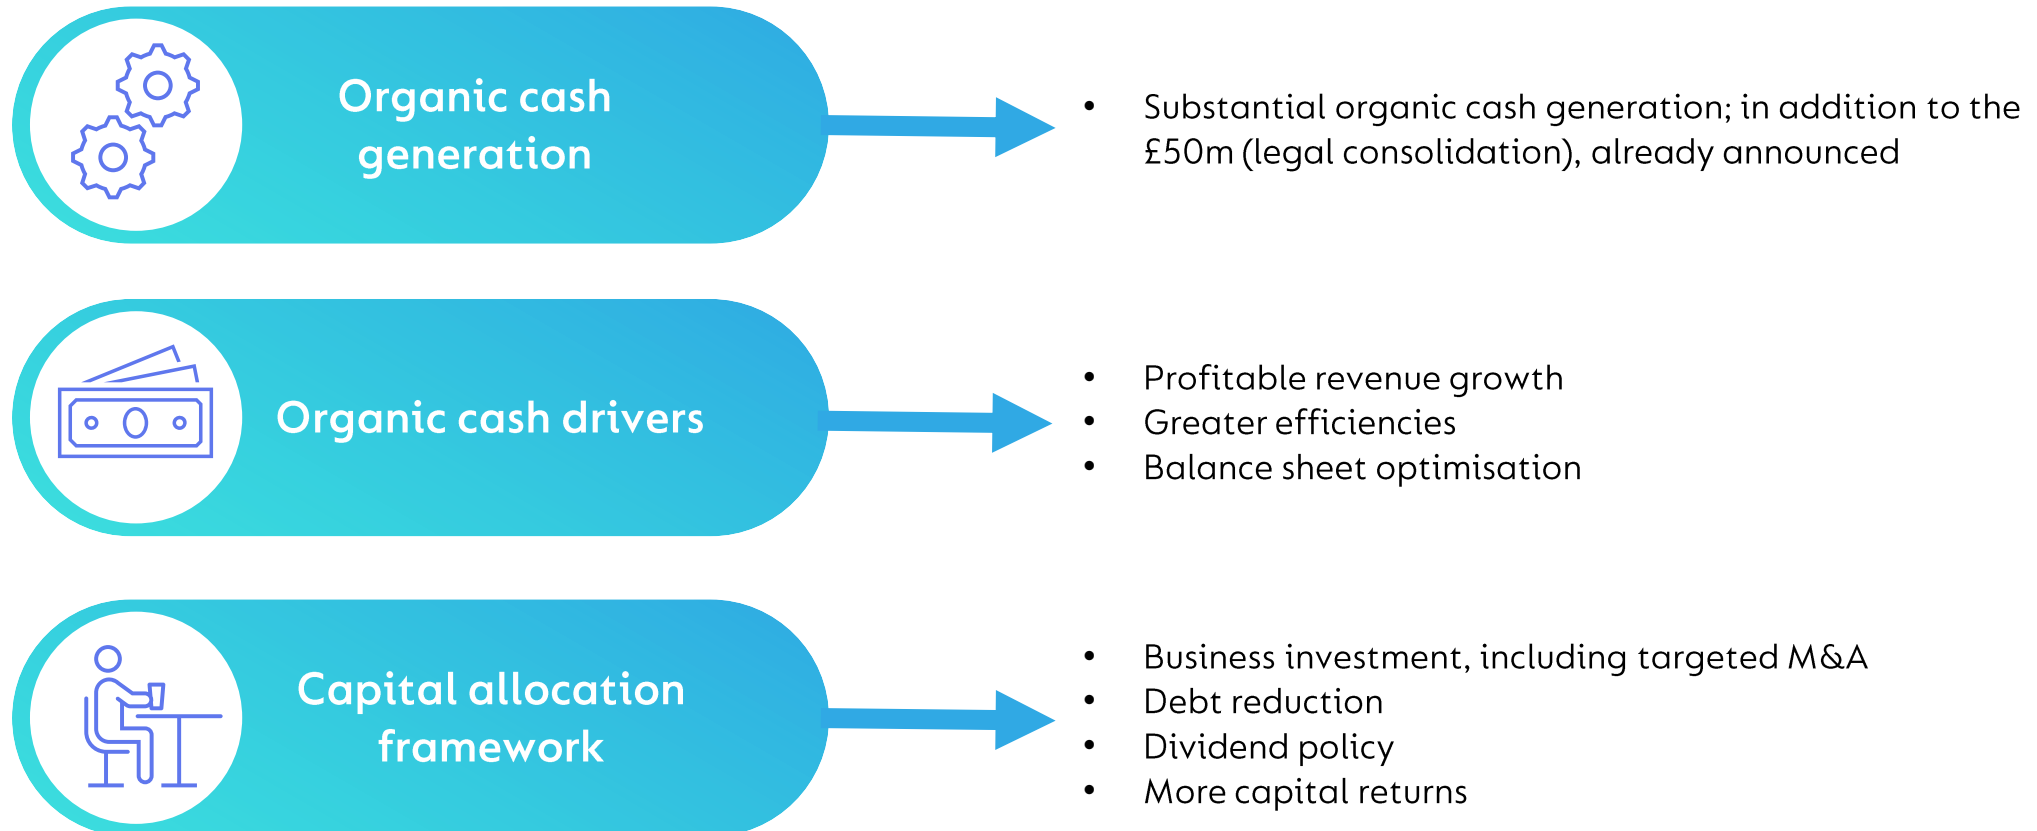 Organic cash
generation
• Substantial organic cash generation; in addition to the
£50m (legal consolidation), already announced
Organic cash drivers
• Profitable revenue growth
• Greater efficiencies
• Balance sheet optimisation
Capital allocation
framework
• Business investment, including targeted M&A
• Debt reduction
• Dividend policy
• More capital returns